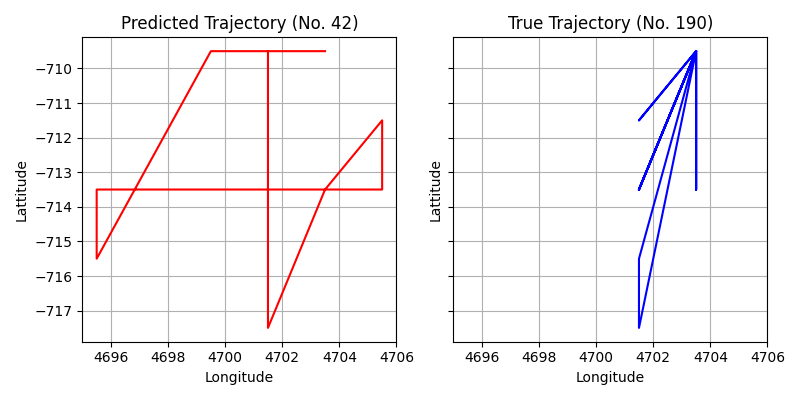 Predicted Trajectory (No. 42)
True Trajectory (No. 190)
Lattitude
−710
−711
−712
−713
−714
−715
−716
−717
4696 4698 4700 4702 4704 4706
Longitude
Lattitude
4696 4698 4700 4702 4704 4706
Longitude